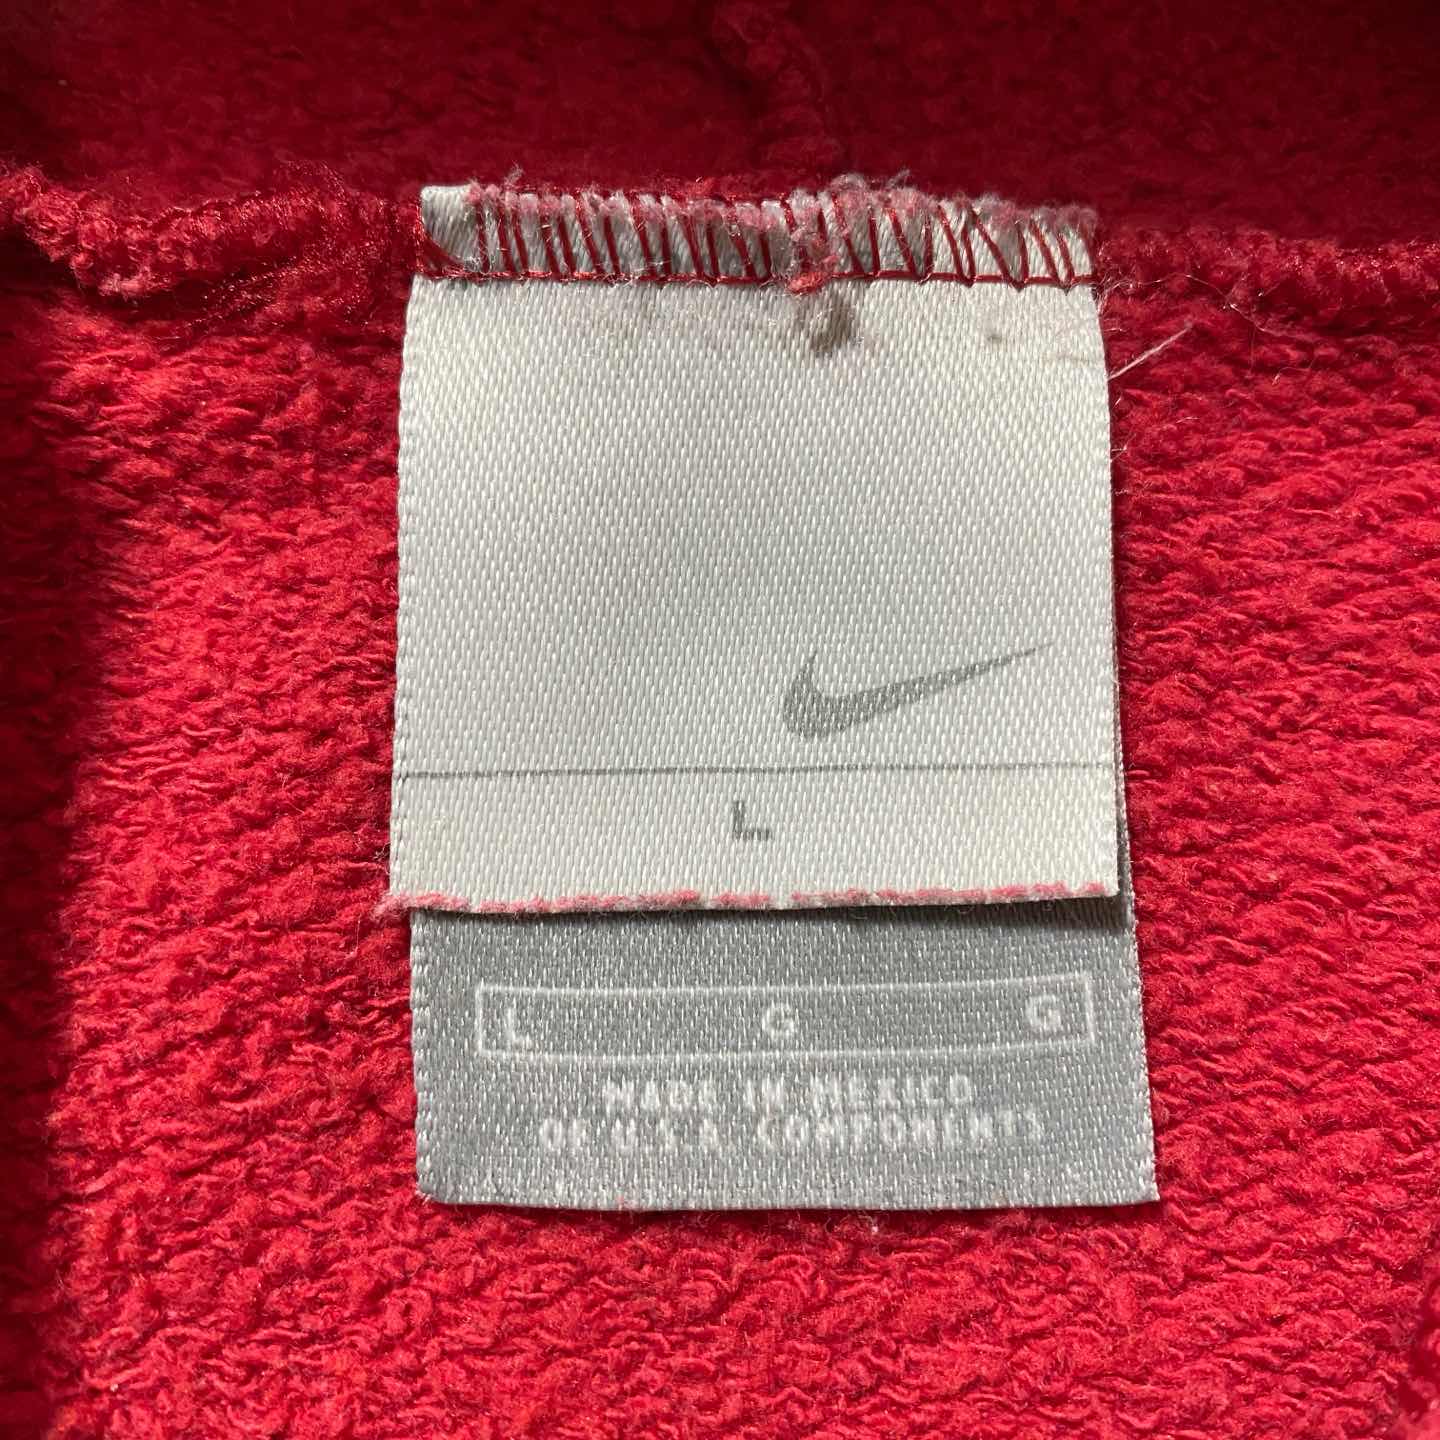 L
L G G
MADE IN MEXICO
OF U.S.A. COMPONENTS